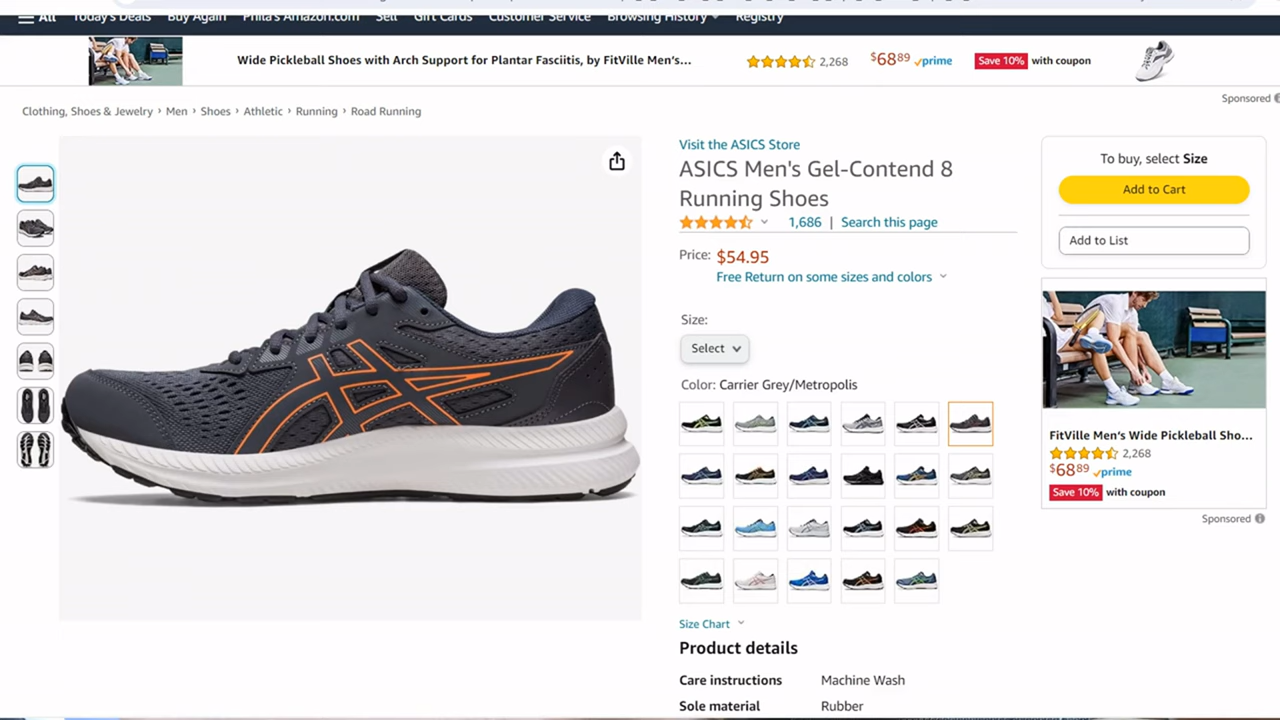 All Today's Deals Buy Again Phila's Amazon.com Sell Gift Cards Customer Service Browsing History Registry
Wide Pickleball Shoes with Arch Support for Plantar Fasciitis, by FitVille Men's...
2,268
$68 89
prime
Save 10% with coupon
Sponsored
Clothing, Shoes & Jewelry › Men › Shoes › Athletic › Running › Road Running
Visit the ASICS Store
ASICS Men's Gel-Contend 8
Running Shoes
1,686 | Search this page
Price: $54.95
Free Return on some sizes and colors
Size:
Select
Color: Carrier Grey/Metropolis
Size Chart
Product details
Care instructions Machine Wash
Sole material Rubber
To buy, select Size
Add to Cart
Add to List
FitVille Men's Wide Pickleball Sho...
2,268
$68 89 prime
Save 10% with coupon
Sponsored